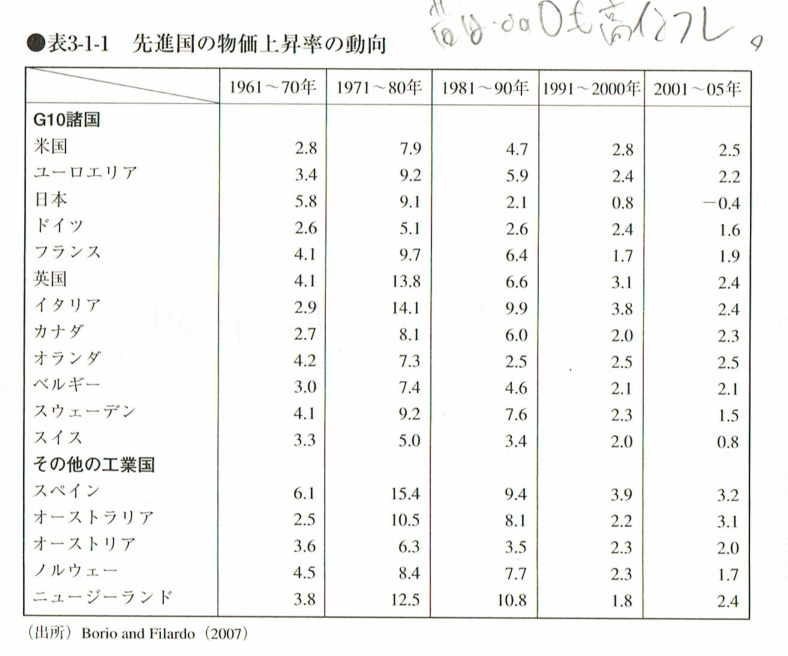 昔は
も高インフレ。
●表3-1-1 先進国の物価上昇率の動向
1961～70年 1971～80年 1981～90年 1991～2000年 2001～05年
G10諸国
米国 2.8 7.9 4.7 2.8 2.5
ユーロエリア 3.4 9.2 5.9 2.4 2.2
日本 5.8 9.1 2.1 0.8 −0.4
ドイツ 2.6 5.1 2.6 2.4 1.6
フランス 4.1 9.7 6.4 1.7 1.9
英国 4.1 13.8 6.6 3.1 2.4
イタリア 2.9 14.1 9.9 3.8 2.4
カナダ 2.7 8.1 6.0 2.0 2.3
オランダ 4.2 7.3 2.5 2.5 2.5
ベルギー 3.0 7.4 4.6 2.1 2.1
スウェーデン 4.1 9.2 7.6 2.3 1.5
スイス 3.3 5.0 3.4 2.0 0.8
その他の工業国
スペイン 6.1 15.4 9.4 3.9 3.2
オーストラリア 2.5 10.5 8.1 2.2 3.1
オーストリア 3.6 6.3 3.5 2.3 2.0
ノルウェー 4.5 8.4 7.7 2.3 1.7
ニュージーランド 3.8 12.5 10.8 1.8 2.4
（出所）Borio and Filardo（2007）